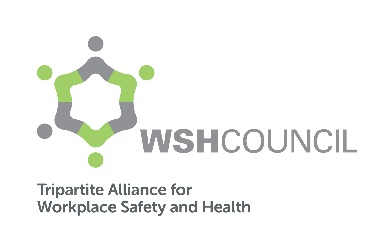 WSHCOUNCIL
Tripartite Alliance for
Workplace Safety and Health